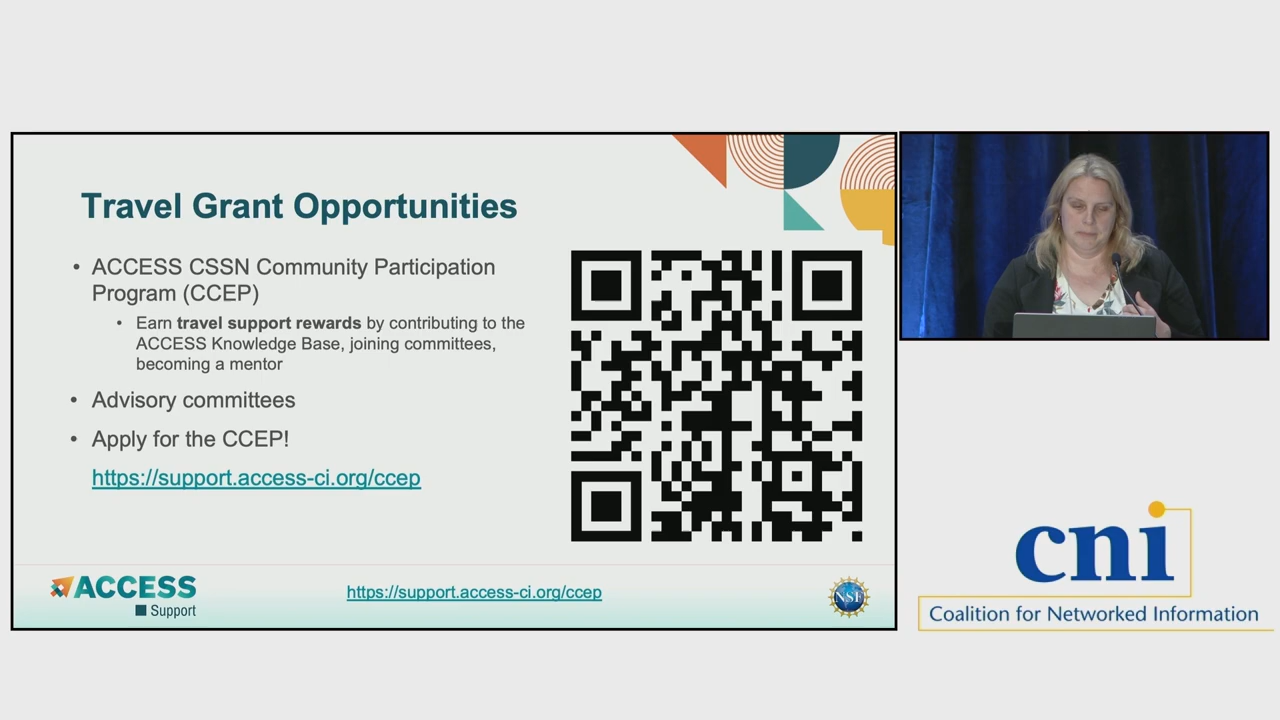 Travel Grant Opportunities
• ACCESS CSSN Community Participation
Program (CCEP)
• Earn travel support rewards by contributing to the
ACCESS Knowledge Base, joining committees,
becoming a mentor
• Advisory committees
• Apply for the CCEP!
https://support.access-ci.org/ccep
ACCESS
Support
https://support.access-ci.org/ccep
NSF
cni
Coalition for Networked Information